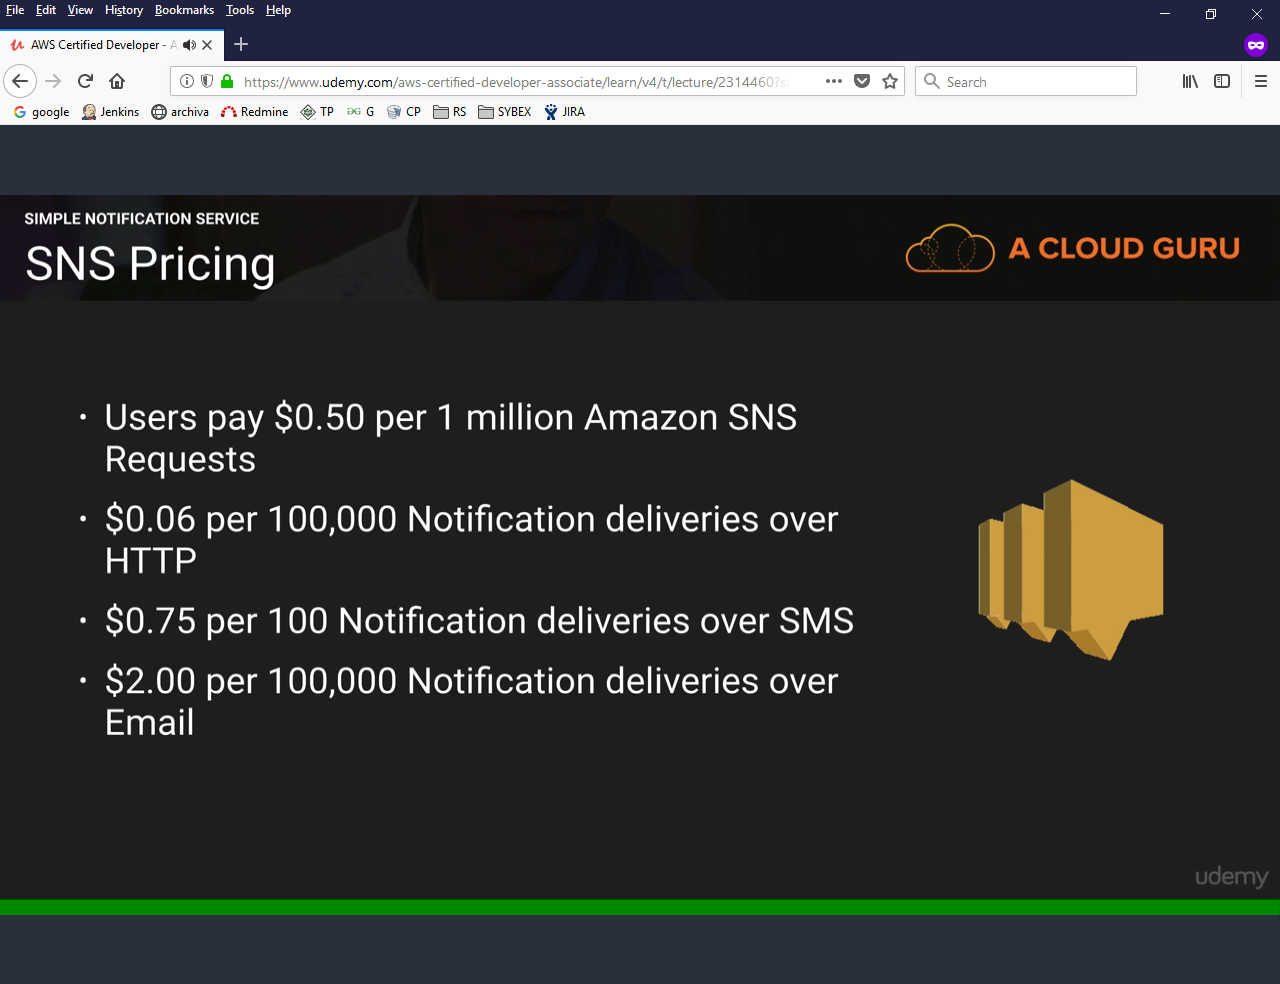 File Edit View History Bookmarks Tools Help
AWS Certified Developer - A
https://www.udemy.com/aws-certified-developer-associate/learn/v4/t/lecture/2314460?s
Search
google Jenkins archiva Redmine TP G CP RS SYBEX JIRA
SIMPLE NOTIFICATION SERVICE
SNS Pricing
A CLOUD GURU
• Users pay $0.50 per 1 million Amazon SNS
Requests
• $0.06 per 100,000 Notification deliveries over
HTTP
• $0.75 per 100 Notification deliveries over SMS
• $2.00 per 100,000 Notification deliveries over
Email
udemy